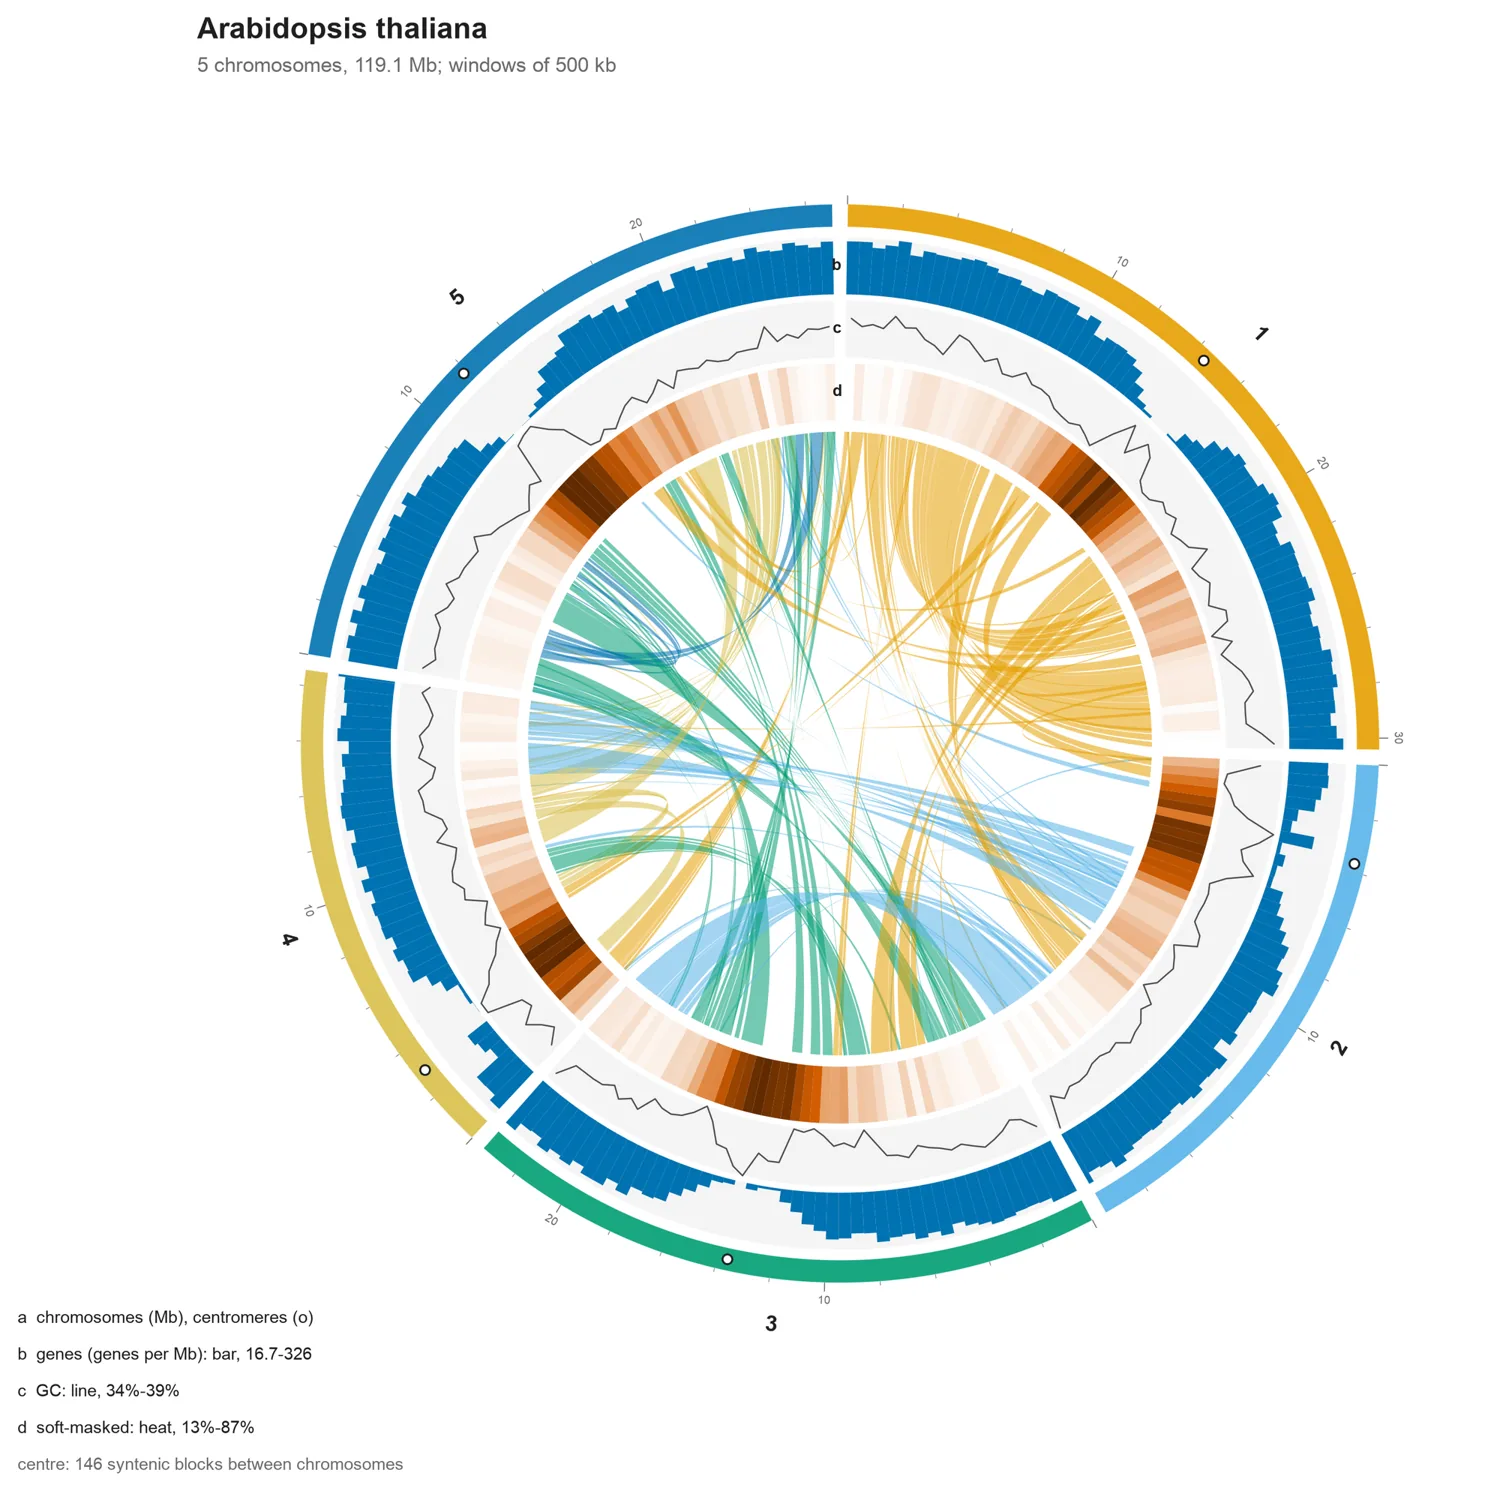 Arabidopsis thaliana
5 chromosomes, 119.1 Mb; windows of 500 kb
20
10
5
b
c
d
10
1
20
30
10
4
10
2
20
10
3
a chromosomes (Mb), centromeres (o)
b genes (genes per Mb): bar, 16.7-326
c GC: line, 34%-39%
d soft-masked: heat, 13%-87%
centre: 146 syntenic blocks between chromosomes